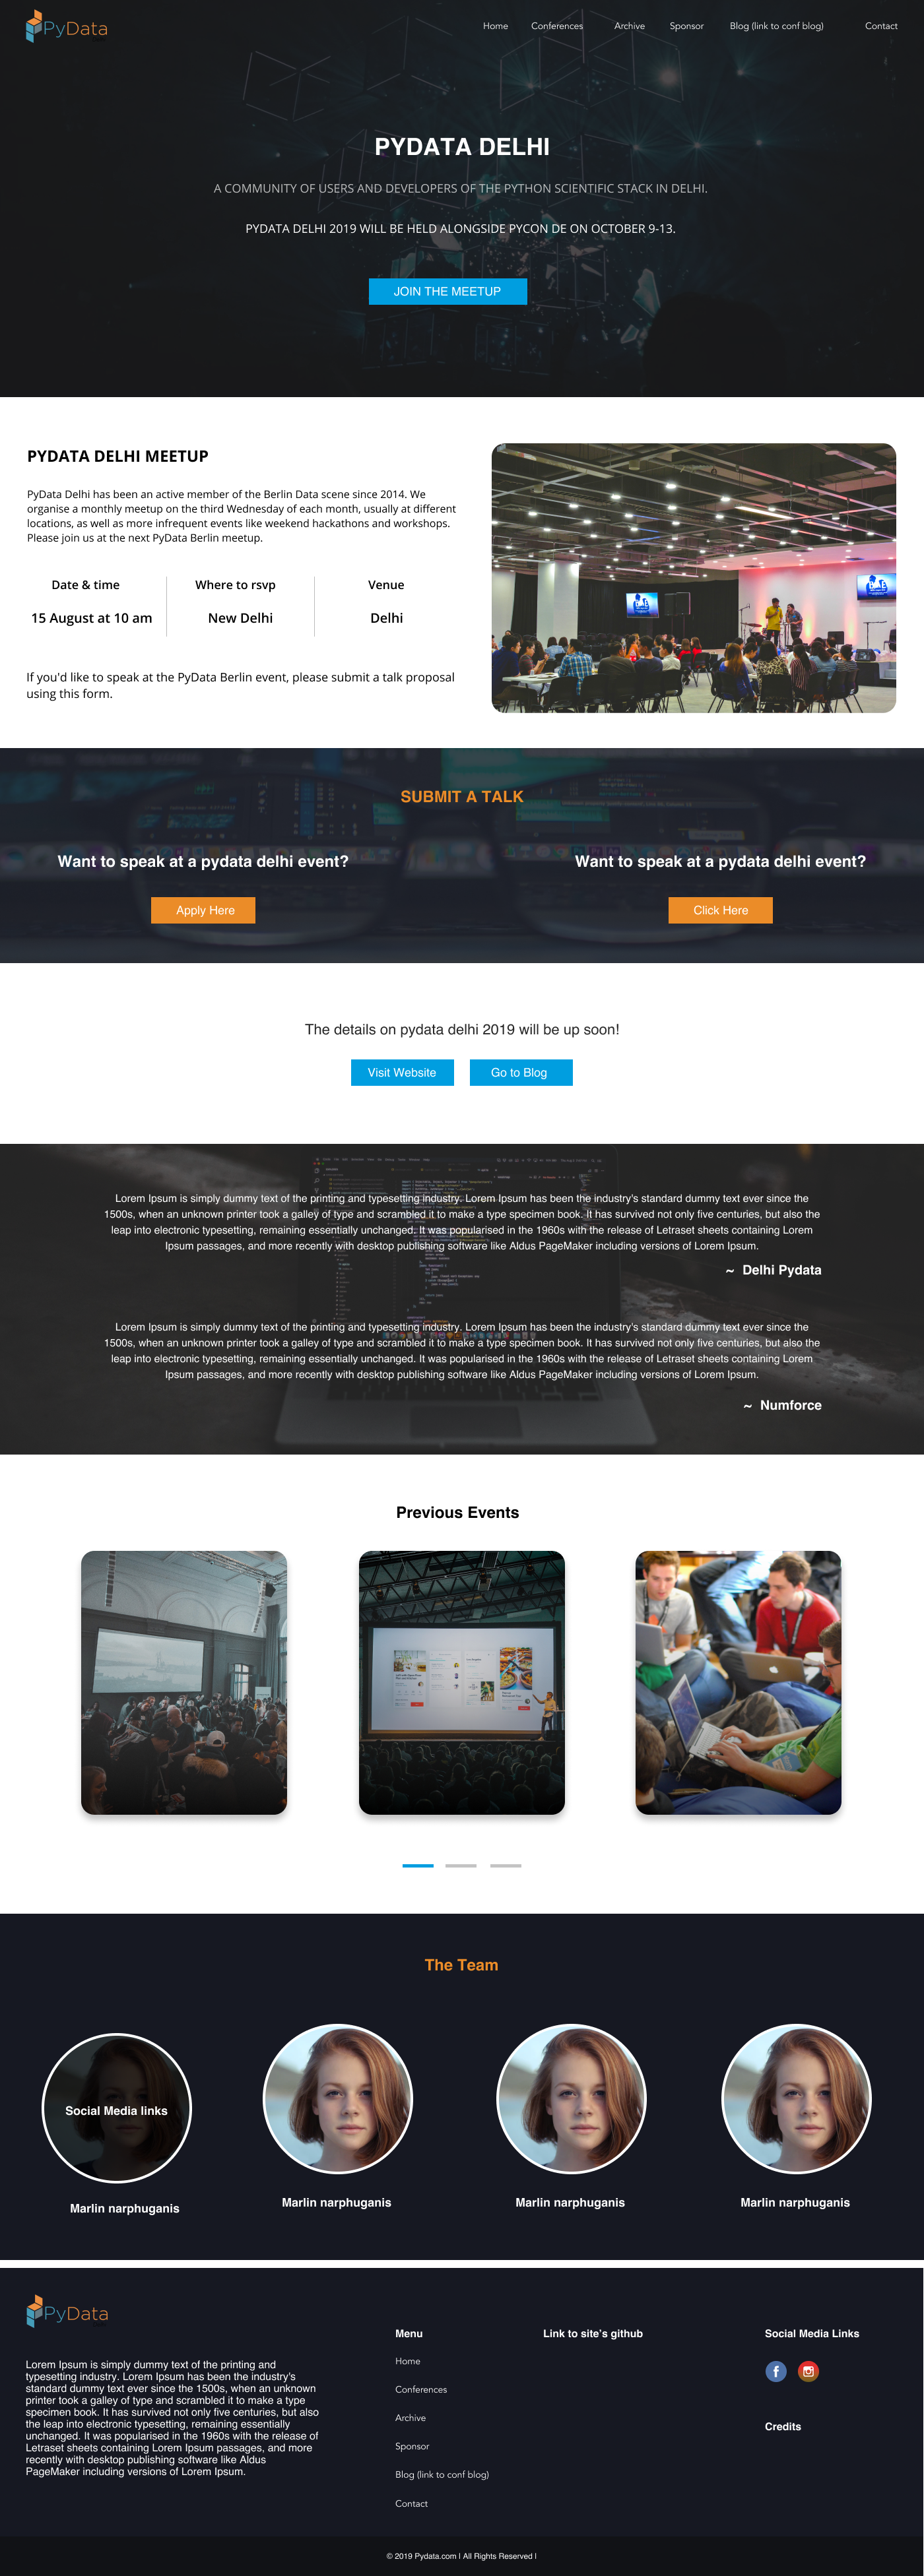 PyData
Home Conferences Archive Sponsor Blog (link to conf blog) Contact
PYDATA DELHI
A COMMUNITY OF USERS AND DEVELOPERS OF THE PYTHON SCIENTIFIC STACK IN DELHI.
PYDATA DELHI 2019 WILL BE HELD ALONGSIDE PYCON DE ON OCTOBER 9-13.
JOIN THE MEETUP
PYDATA DELHI MEETUP
PyData Delhi has been an active member of the Berlin Data scene since 2014. We
organise a monthly meetup on the third Wednesday of each month, usually at different
locations, as well as more infrequent events like weekend hackathons and workshops.
Please join us at the next PyData Berlin meetup.
Date & time Where to rsvp Venue
15 August at 10 am New Delhi Delhi
If you'd like to speak at the PyData Berlin event, please submit a talk proposal
using this form.
SUBMIT A TALK
Want to speak at a pydata delhi event?
Apply Here
Want to speak at a pydata delhi event?
Click Here
The details on pydata delhi 2019 will be up soon!
Visit Website Go to Blog
Lorem Ipsum is simply dummy text of the printing and typesetting industry. Lorem Ipsum has been the industry's standard dummy text ever since the
1500s, when an unknown printer took a galley of type and scrambled it to make a type specimen book. It has survived not only five centuries, but also the
leap into electronic typesetting, remaining essentially unchanged. It was popularised in the 1960s with the release of Letraset sheets containing Lorem
Ipsum passages, and more recently with desktop publishing software like Aldus PageMaker including versions of Lorem Ipsum.
~ Delhi Pydata
Lorem Ipsum is simply dummy text of the printing and typesetting industry. Lorem Ipsum has been the industry's standard dummy text ever since the
1500s, when an unknown printer took a galley of type and scrambled it to make a type specimen book. It has survived not only five centuries, but also the
leap into electronic typesetting, remaining essentially unchanged. It was popularised in the 1960s with the release of Letraset sheets containing Lorem
Ipsum passages, and more recently with desktop publishing software like Aldus PageMaker including versions of Lorem Ipsum.
~ Numforce
Previous Events
The Team
Social Media links
Marlin narphuganis
Marlin narphuganis
Marlin narphuganis
Marlin narphuganis
PyData
Lorem Ipsum is simply dummy text of the printing and
typesetting industry. Lorem Ipsum has been the industry's
standard dummy text ever since the 1500s, when an unknown
printer took a galley of type and scrambled it to make a type
specimen book. It has survived not only five centuries, but also
the leap into electronic typesetting, remaining essentially
unchanged. It was popularised in the 1960s with the release of
Letraset sheets containing Lorem Ipsum passages, and more
recently with desktop publishing software like Aldus
PageMaker including versions of Lorem Ipsum.
Menu
Home
Conferences
Archive
Sponsor
Blog (link to conf blog)
Contact
Link to site's github
Social Media Links
Credits
© 2019 Pydata.com | All Rights Reserved |